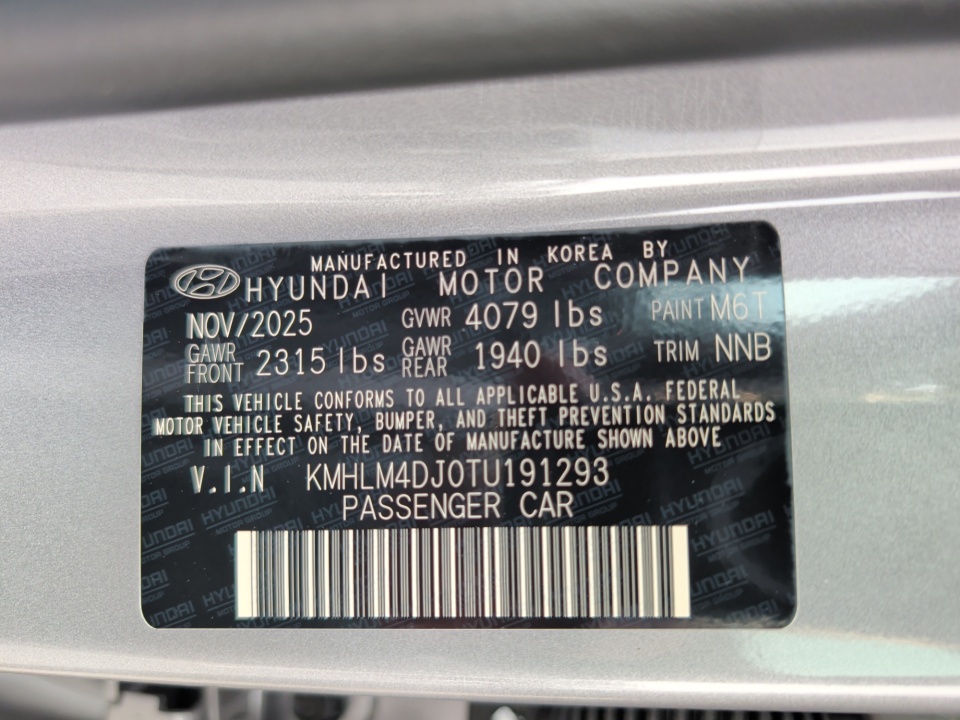 MANUFACTURED IN KOREA BY
HYUNDAI MOTOR COMPANY
NOV/2025 GVWR 4079 lbs PAINT M6T
GAWR FRONT 2315 lbs GAWR REAR 1940 lbs TRIM NNB
THIS VEHICLE CONFORMS TO ALL APPLICABLE U.S.A. FEDERAL
MOTOR VEHICLE SAFETY, BUMPER, AND THEFT PREVENTION STANDARDS
IN EFFECT ON THE DATE OF MANUFACTURE SHOWN ABOVE
V.I.N KMHLM4DJ0TU191293
PASSENGER CAR